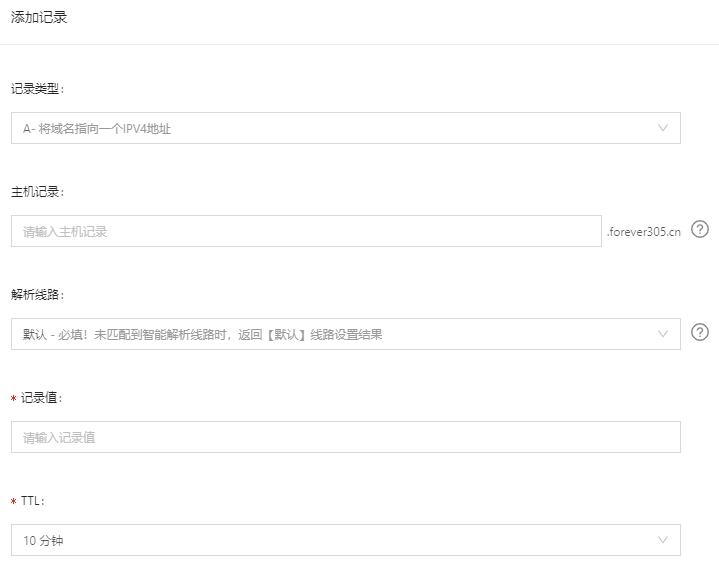 添加记录
记录类型：
A- 将域名指向一个IPV4地址
主机记录：
请输入主机记录
.forever305.cn ?
解析线路：
默认 - 必填！未匹配到智能解析线路时，返回【默认】线路设置结果 ?
* 记录值：
请输入记录值
* TTL：
10 分钟